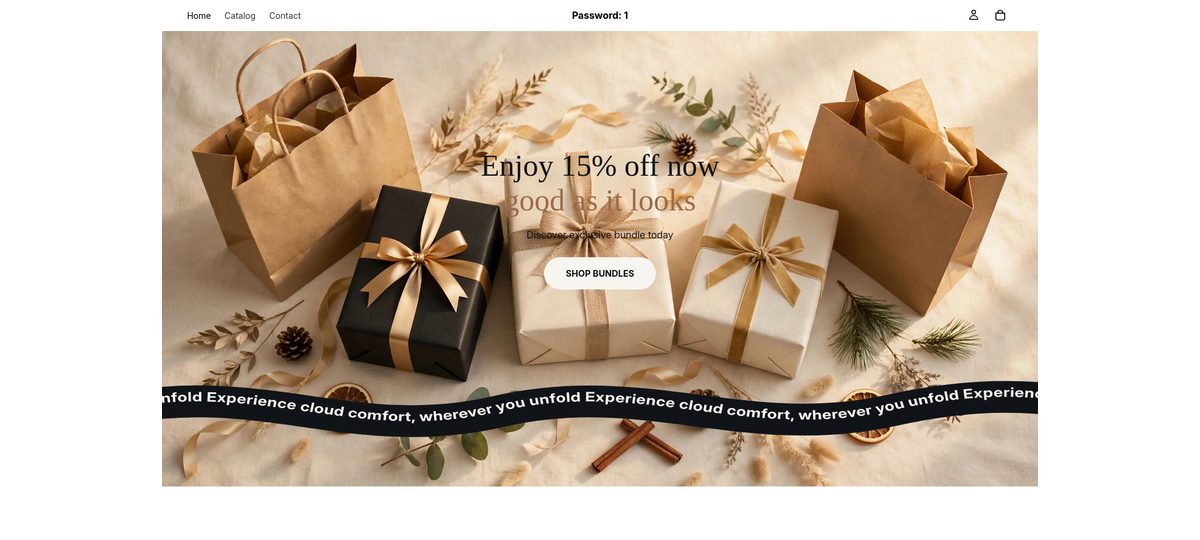 Home Catalog Contact
Password: 1
Enjoy 15% off now
good as it looks
Discover exclusive bundle today
SHOP BUNDLES
nfold Experience cloud comfort, wherever you unfold Experience cloud comfort, wherever you unfold Experienc